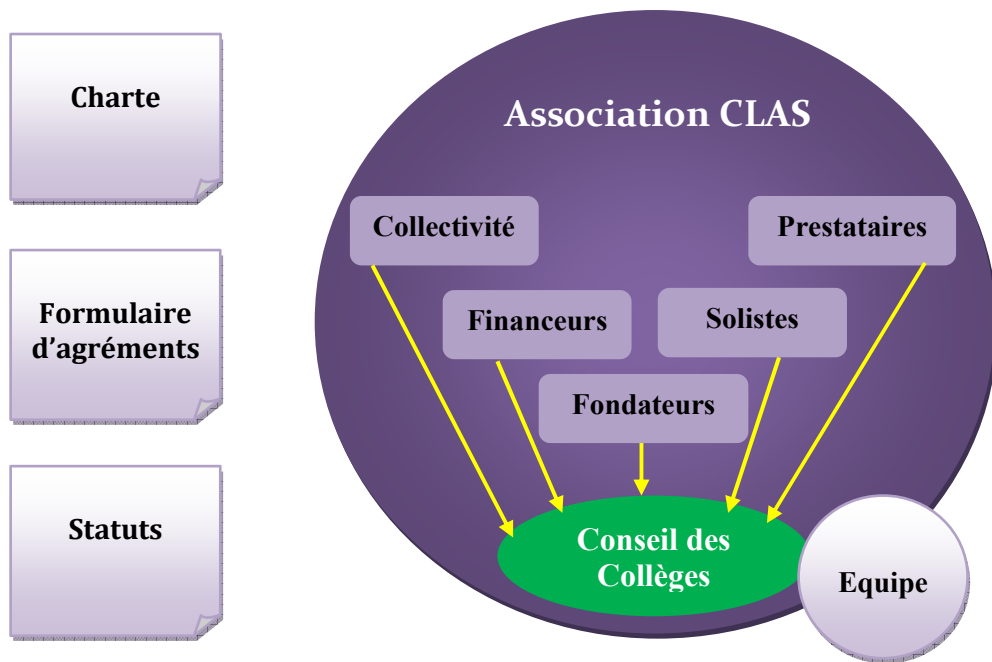 Charte
Formulaire
d'agréments
Statuts
Association CLAS
Collectivité
Prestataires
Financeurs
Solistes
Fondateurs
Conseil des
Collèges
Equipe